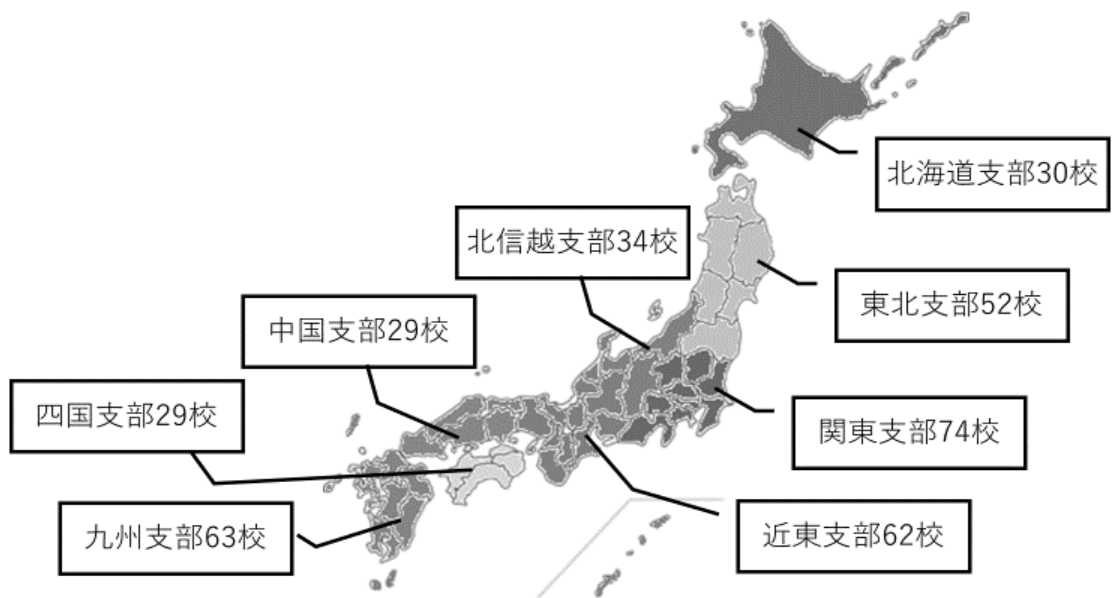 北海道支部30校
北信越支部34校
東北支部52校
中国支部29校
四国支部29校
関東支部74校
九州支部63校
近東支部62校